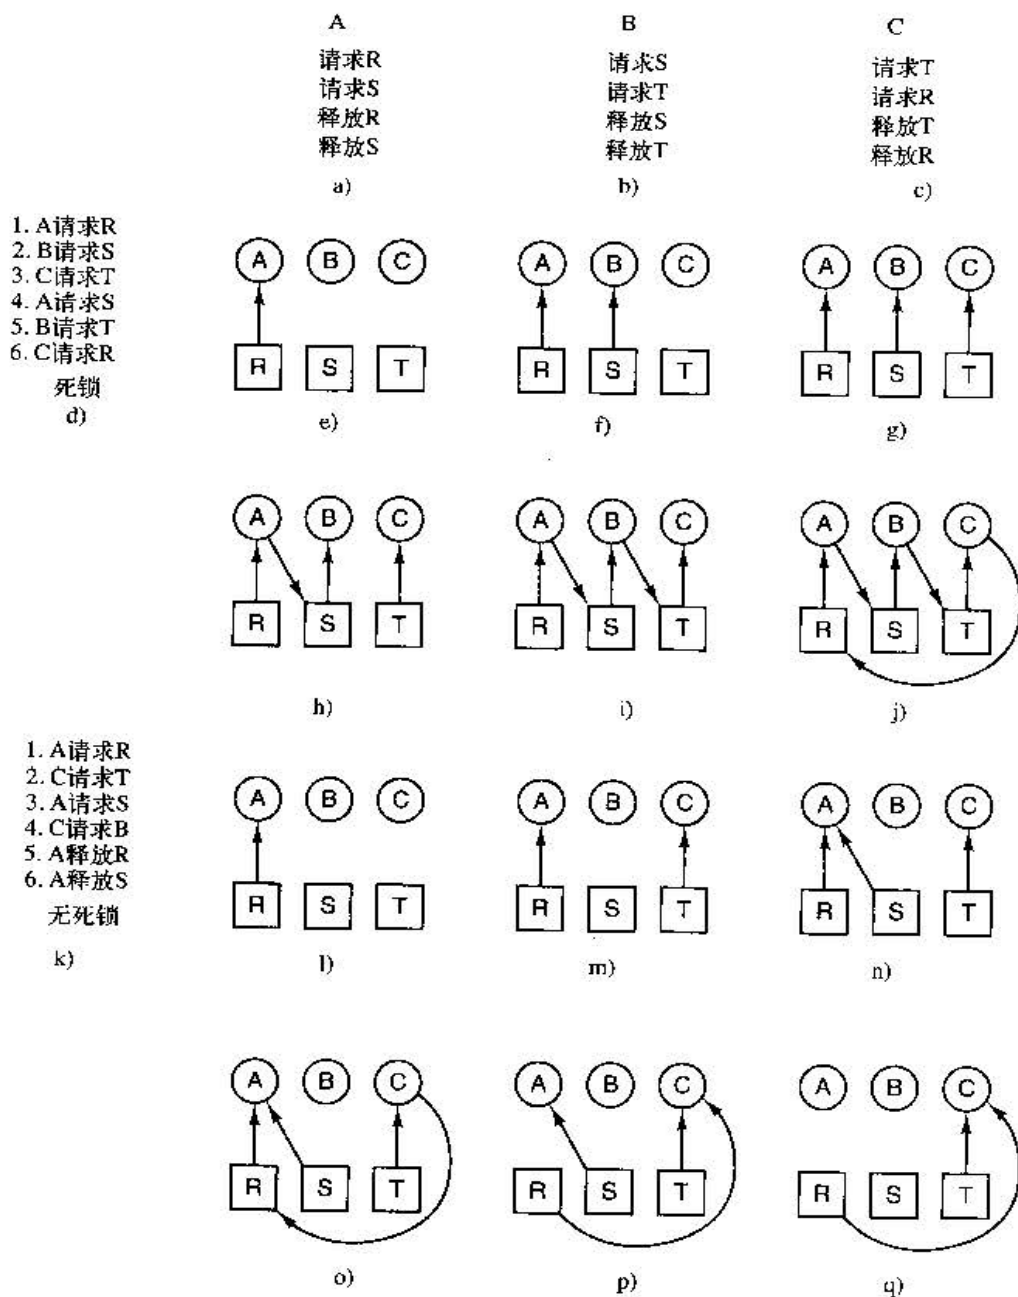 A
请求R
请求S
释放R
释放S
a)
B
请求S
请求T
释放S
释放T
b)
C
请求T
请求R
释放T
释放R
c)
1. A请求R
2. B请求S
3. C请求T
4. A请求S
5. B请求T
6. C请求R
死锁
d)
A B C
R S T
e)
A B C
R S T
f)
A B C
R S T
g)
A B C
R S T
h)
A B C
R S T
i)
A B C
R S T
j)
1. A请求R
2. C请求T
3. A请求S
4. C请求B
5. A释放R
6. A释放S
无死锁
k)
A B C
R S T
l)
A B C
R S T
m)
A B C
R S T
n)
A B C
R S T
o)
A B C
R S T
p)
A B C
R S T
q)